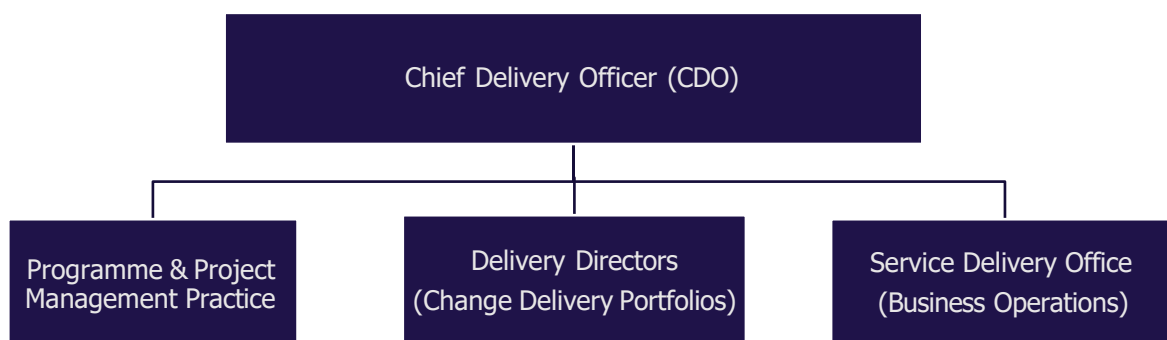 Chief Delivery Officer (CDO)
Programme & Project
Management Practice
Delivery Directors
(Change Delivery Portfolios)
Service Delivery Office
(Business Operations)